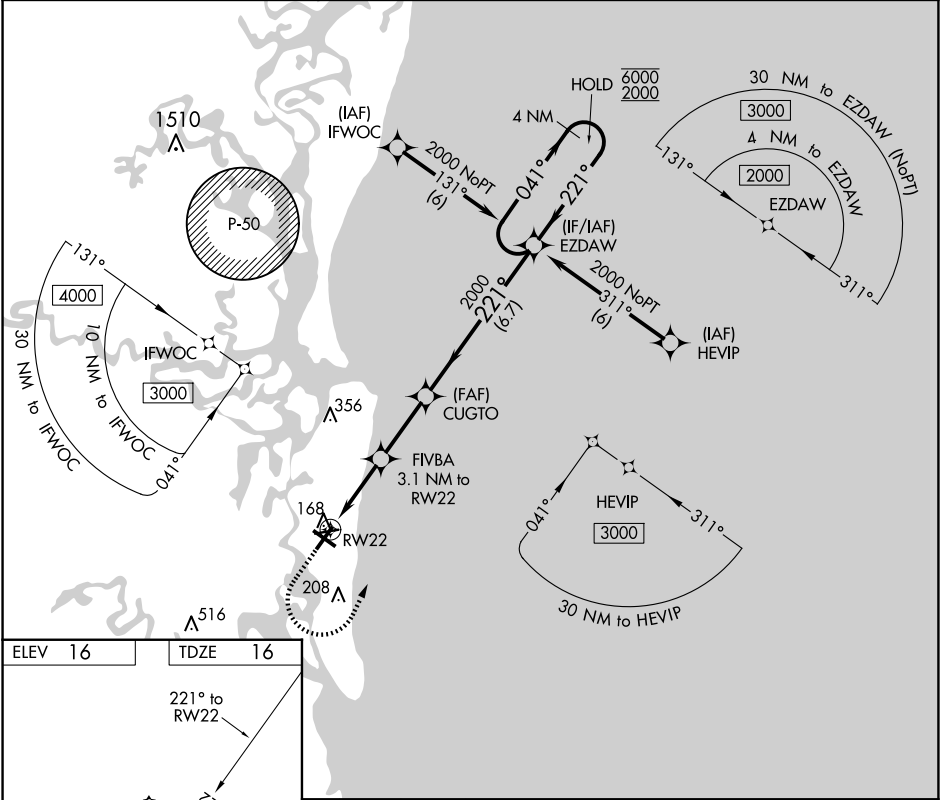 HOLD 6000
2000
4 NM
(IAF)
IFWOC
1510
2000 NoPT
131°
(6)
041°
221°
30 NM to EZDAW (NoPT)
3000
4 NM to EZDAW
2000
131°
EZDAW
311°
P-50
(IF/IAF)
EZDAW
2000 NoPT
311°
(6)
(IAF)
HEVIP
131°
4000
30 NM to IFWOC
10 NM to IFWOC
IFWOC
3000
041°
2000
221°
(6.7)
(FAF)
CUGTO
356
FIVBA
3.1 NM to
RW22
168
RW22
208
516
HEVIP
3000
041°
311°
30 NM to HEVIP
ELEV 16
TDZE 16
221° to
RW22